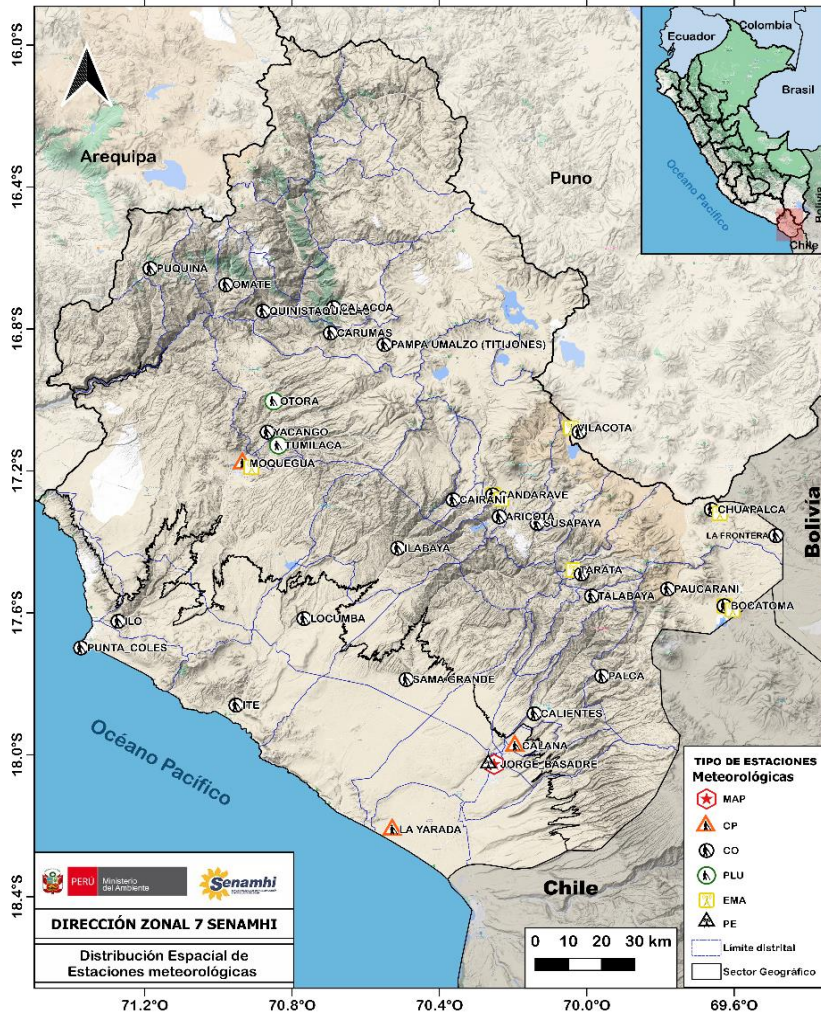 16.0°S
16.4°S
16.8°S
17.2°S
17.6°S
18.0°S
18.4°S
Ecuador
Colombia
Brasil
Océano Pacífico
Bolivia
Chile
Arequipa
Puno
PUQUINA
OMATE
QUINISTAQUILLAS
CALACOA
CARUMAS
PAMPA UMALZO (TITIJONES)
OTORA
YACANGO
TUMILACA
MOQUEGUA
VILACOTA
CAIRANI
CANDARAVE
ARICOTA
SUSAPAYA
CHUAPALCA
LA FRONTERA
ILABAYA
TARATA
TALABAYA
PAUCARANI
BOCATOMA
Bolivia
ILO
LOCUMBA
PUNTA_COLES
SAMA GRANDE
PALCA
ITE
CALIENTES
CALANA
JORGE_BASADRE
LA YARADA
Océano Pacífico
Chile
TIPO DE ESTACIONES
Meteorológicas
MAP
CP
CO
PLU
EMA
PE
Límite distrital
Sector Geográfico
PERÚ
Ministerio
del Ambiente
Senamhi
DIRECCIÓN ZONAL 7 SENAMHI
Distribución Espacial de
Estaciones meteorológicas
0 10 20 30 km
71.2°O
70.8°O
70.4°O
70.0°O
69.6°O